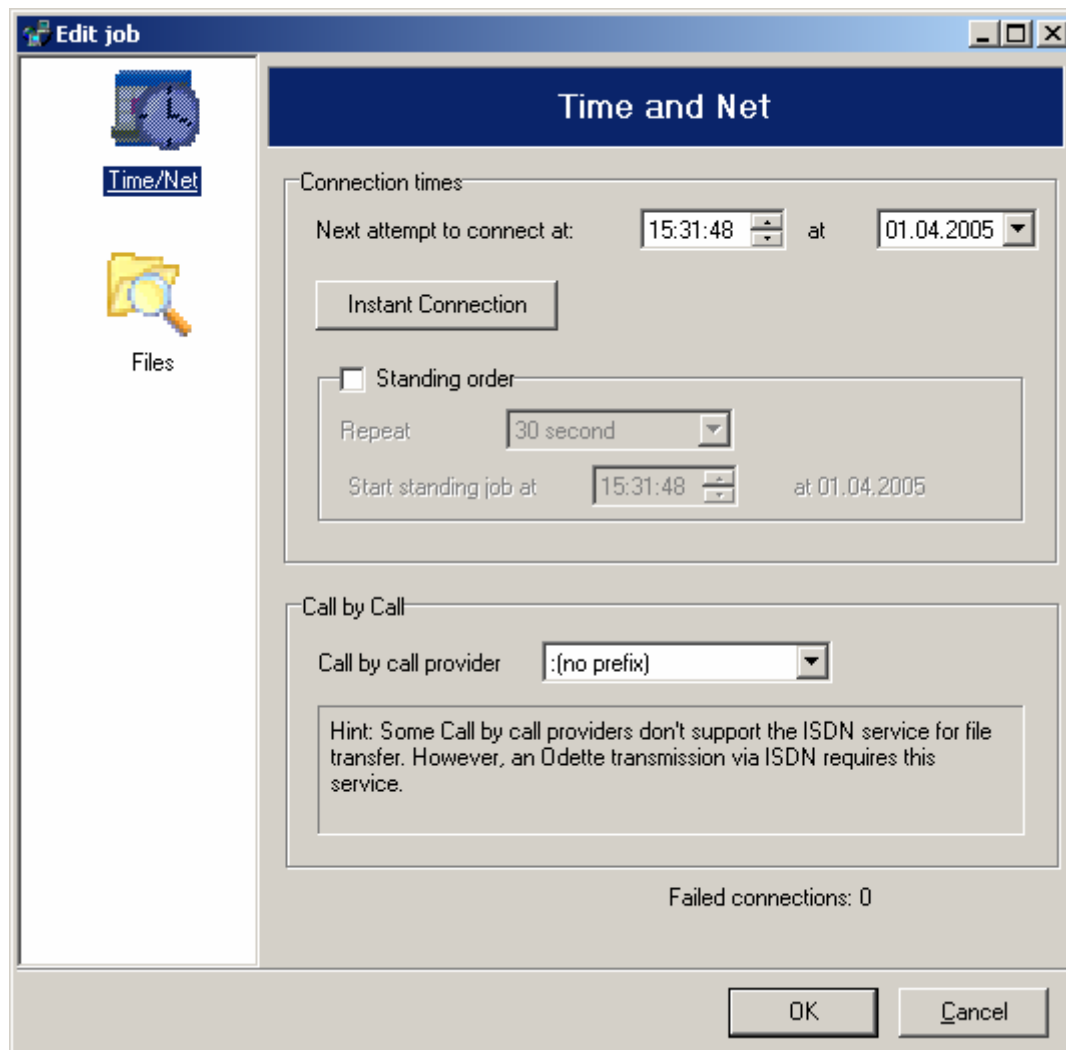 Edit job
Time/Net
Files
Time and Net
Connection times
Next attempt to connect at: 15:31:48 at 01.04.2005
Instant Connection
Standing order
Repeat 30 second
Start standing job at 15:31:48 at 01.04.2005
Call by Call
Call by call provider :(no prefix)
Hint: Some Call by call providers don't support the ISDN service for file
transfer. However, an Odette transmission via ISDN requires this
service.
Failed connections: 0
OK Cancel